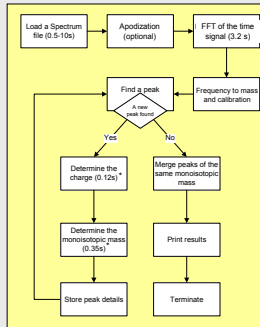 Load a Spectrum
file (0.5-10s)
Apodization
(optional)
FFT of the time
signal (3.2 s)
Frequency to mass
and calibration
Find a peak
A new
peak found
Yes
No
Determine the
charge (0.12s)*
Merge peaks of the
same monoisotopic
mass
Determine the
monoisotopic mass
(0.35s)*
Print results
Store peak details
Terminate